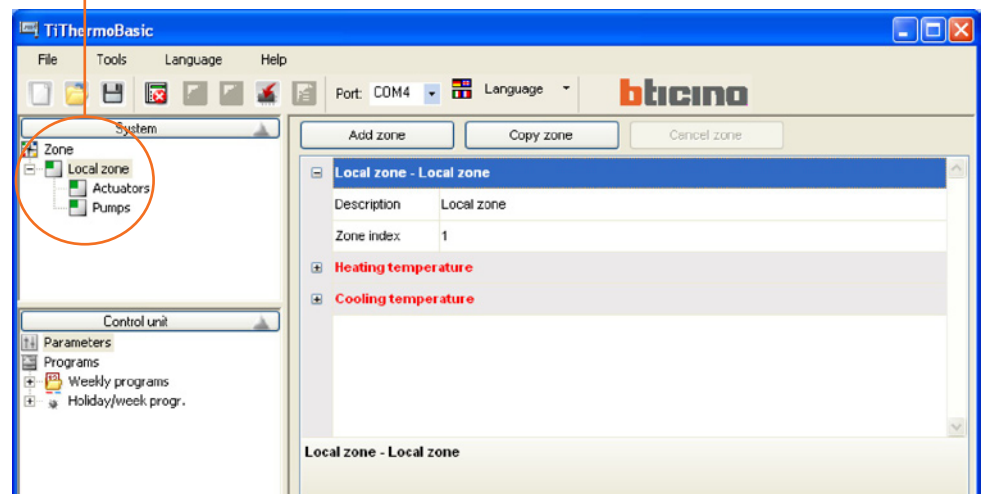 TiThermoBasic
File Tools Language Help
Port: COM4 Language bticino
System
Zone
Local zone
Actuators
Pumps
Control unit
Parameters
Programs
Weekly programs
Holiday/week progr.
Add zone Copy zone Cancel zone
Local zone - Local zone
Description Local zone
Zone index 1
Heating temperature
Cooling temperature
Local zone - Local zone